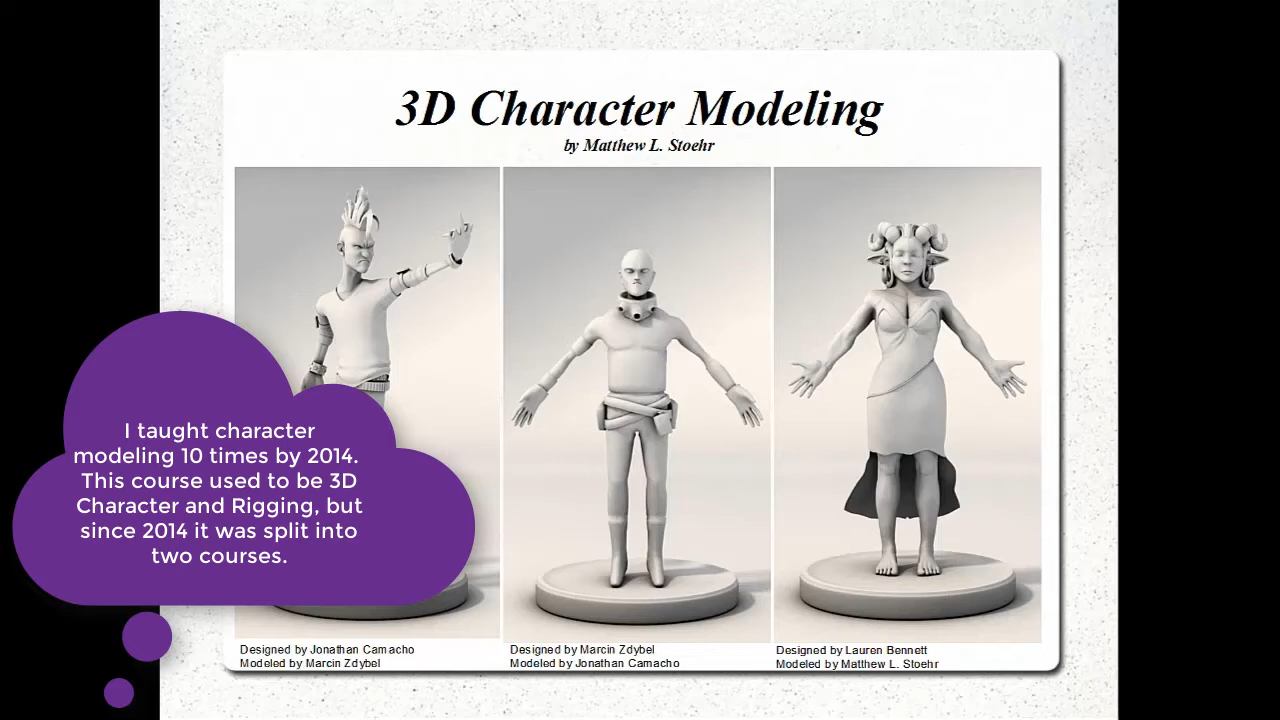 3D Character Modeling
by Matthew L. Stoehr
I taught character
modeling 10 times by 2014.
This course used to be 3D
Character and Rigging, but
since 2014 it was split into
two courses.
Designed by Jonathan Camacho
Modeled by Marcin Zdybel
Designed by Marcin Zdybel
Modeled by Jonathan Camacho
Designed by Lauren Bennett
Modeled by Matthew L. Stoehr